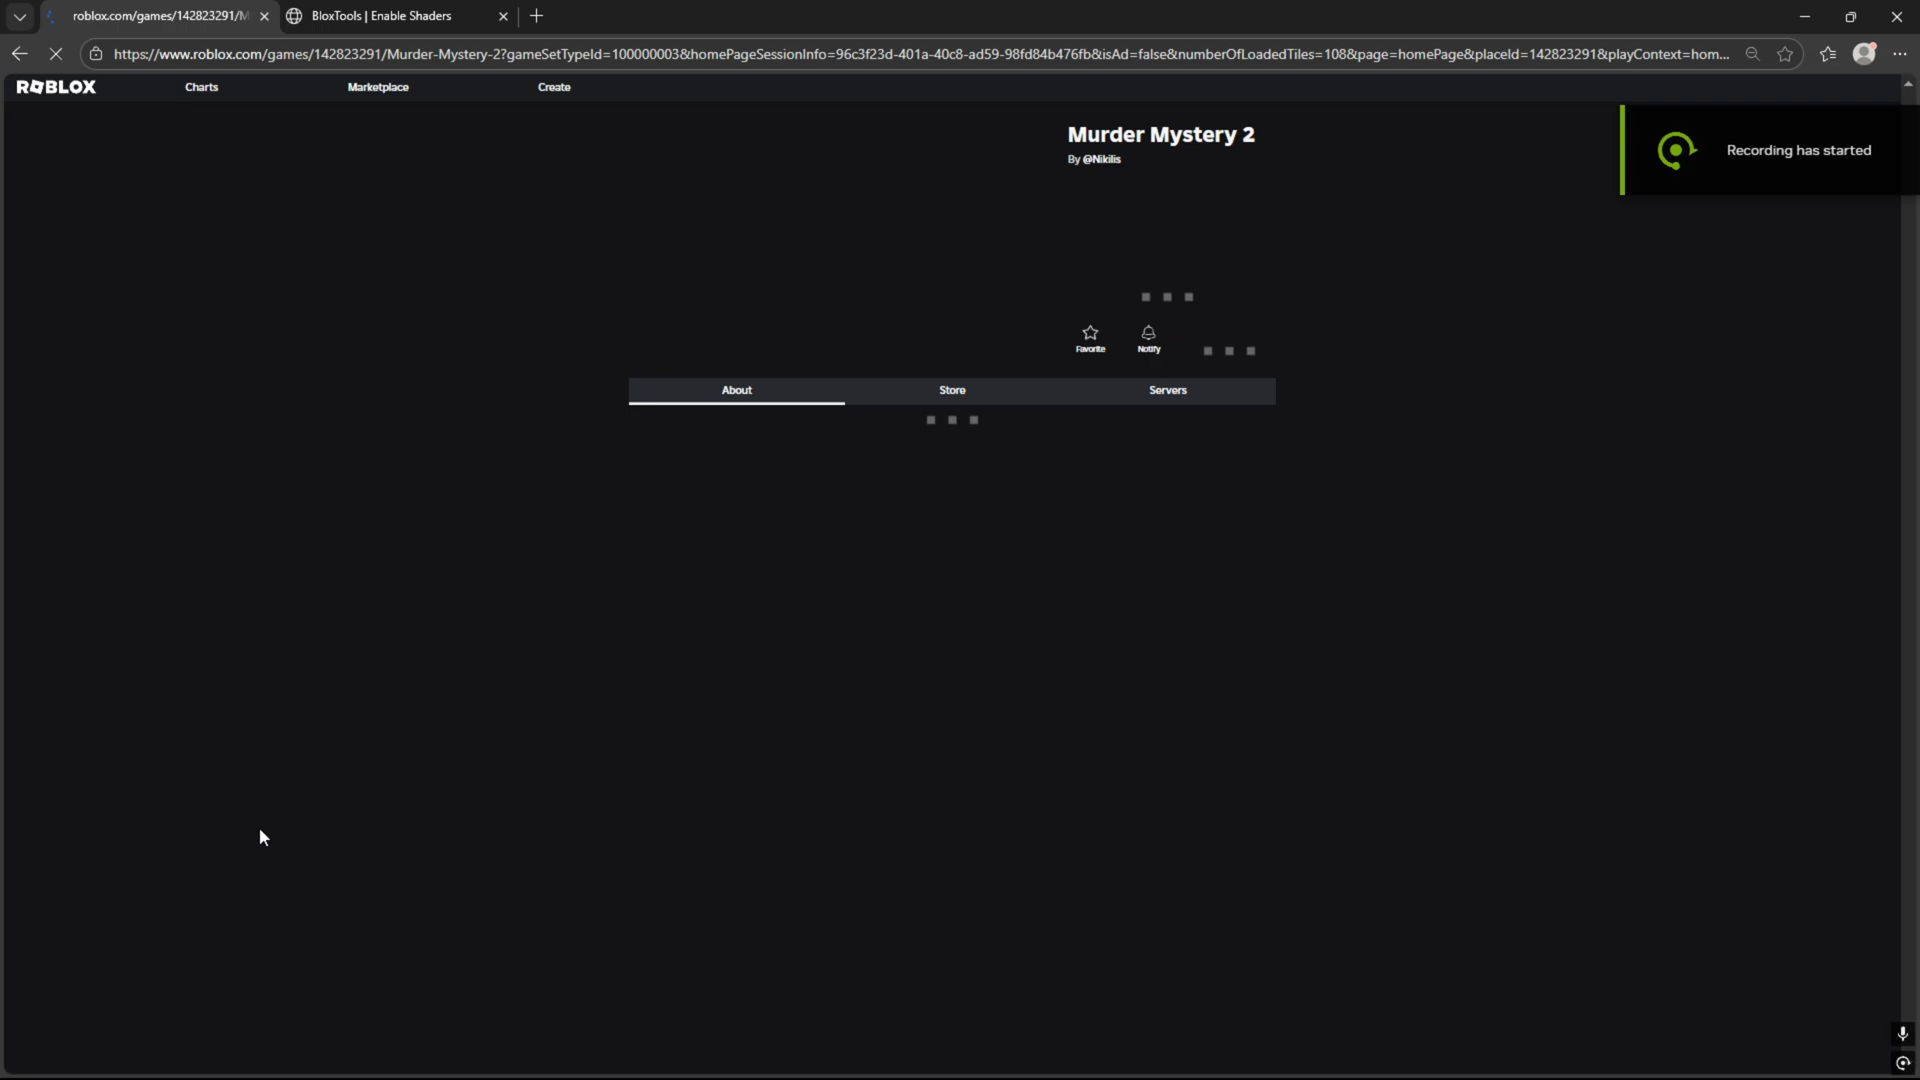 roblox.com/games/142823291/M
BloxTools | Enable Shaders
https://www.roblox.com/games/142823291/Murder-Mystery-2?gameSetTypeId=100000003&homePageSessionInfo=96c3f23d-401a-40c8-ad59-98fd84b476fb&isAd=false&numberOfLoadedTiles=108&page=homePage&placeId=142823291&playContext=hom...
ROBLOX
Charts
Marketplace
Create
Murder Mystery 2
By @Nikilis
Recording has started
Favorite
Notify
About
Store
Servers